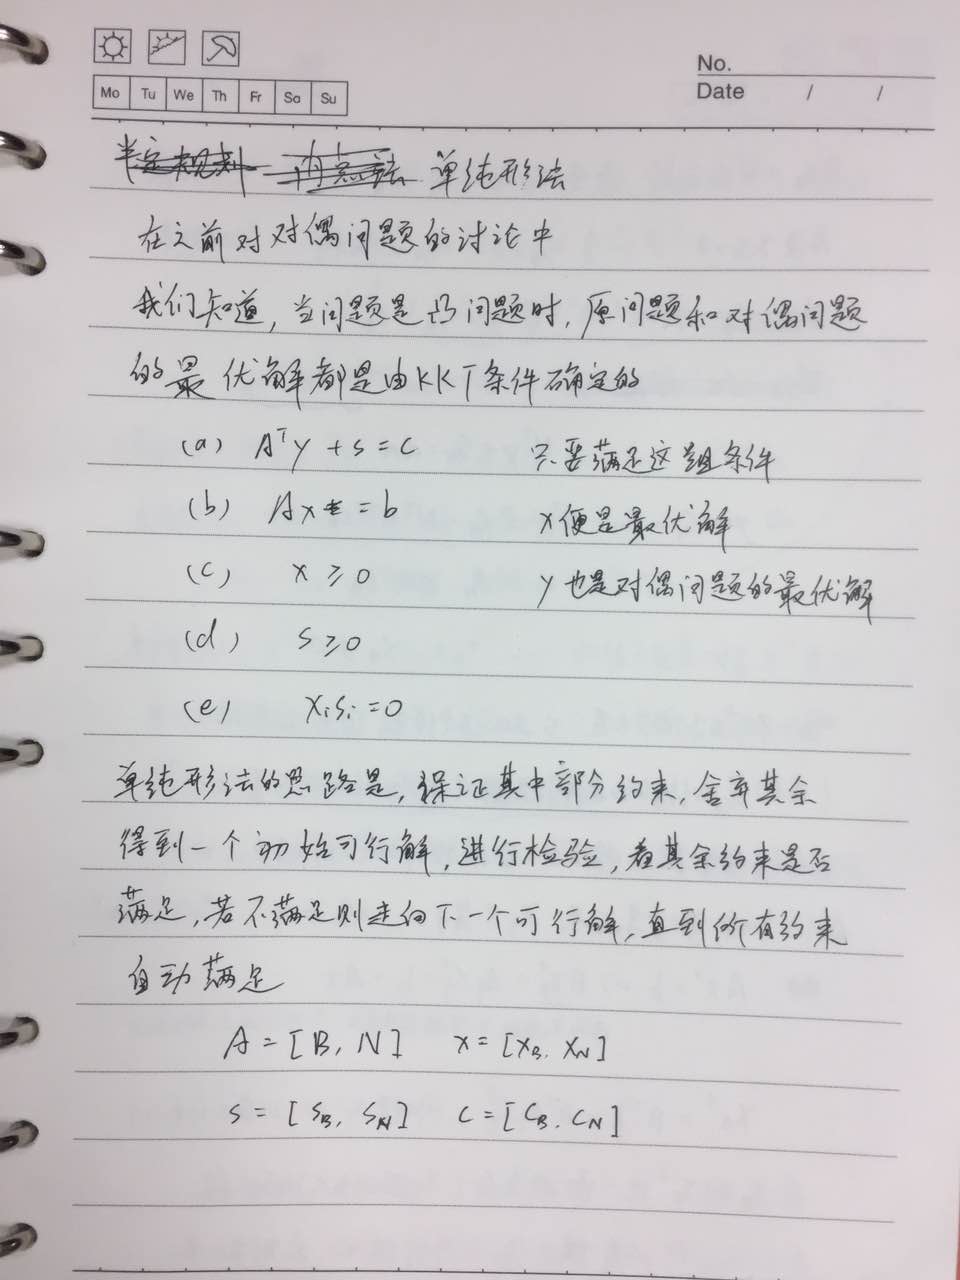 No.
Date / /
Mo Tu We Th Fr Sa Su
判定规则 内点法 单纯形法
在之前对对偶问题的讨论中
我们知道,当问题是凸问题时,原问题和对偶问题
的最优解都是由KKT条件确定的
(a) Aᵀy + s = c 只要满足这组条件
(b) Ax = b x便是最优解
(c) x ≥ 0 y也是对偶问题的最优解
(d) s ≥ 0
(e) xᵢsᵢ = 0
单纯形法的思路是,保证其中部分约束,舍弃其余
得到一个初始可行解,进行检验,看其余约束是否
满足,若不满足则走向下一个可行解,直到所有约束
自动满足
A = [B, N] x = [x_B, x_N]
s = [s_B, s_N] c = [c_B, c_N]